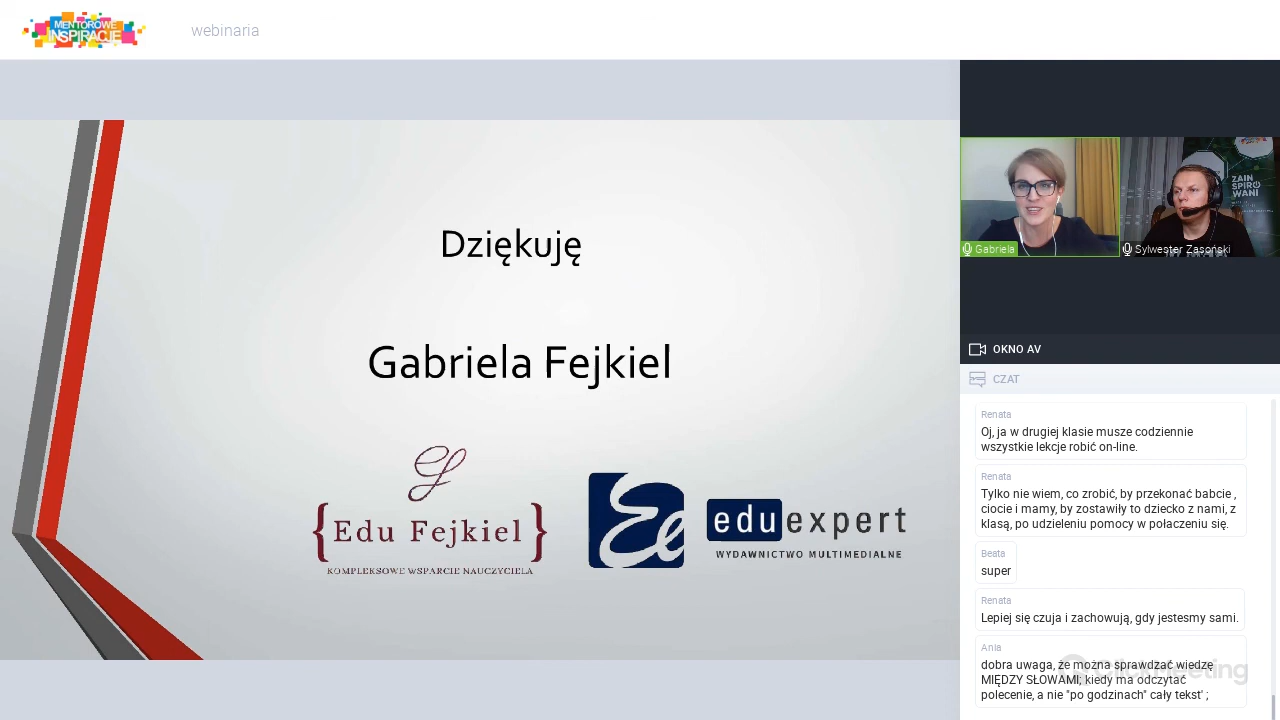 MENTOROWE
INSPIRACJE
webinaria
Dziękuję
Gabriela Fejkiel
{Edu Fejkiel}
KOMPLEKSOWE WSPARCIE NAUCZYCIELA
eduexpert
WYDAWNICTWO MULTIMEDIALNE
ZAIN
SPIRO
WANI
Gabriela
Sylwester Zasoński
OKNO AV
CZAT
Renata
Oj, ja w drugiej klasie musze codziennie
wszystkie lekcje robić on-line.
Renata
Tylko nie wiem, co zrobić, by przekonać babcie ,
ciocie i mamy, by zostawiły to dziecko z nami, z
klasą, po udzieleniu pomocy w połaczeniu się.
Beata
super
Renata
Lepiej się czuja i zachowują, gdy jestesmy sami.
Ania
dobra uwaga, że można sprawdzać wiedzę
MIĘDZY SŁOWAMI; kiedy ma odczytać
polecenie, a nie "po godzinach" cały tekst' ;
ClickMeeting